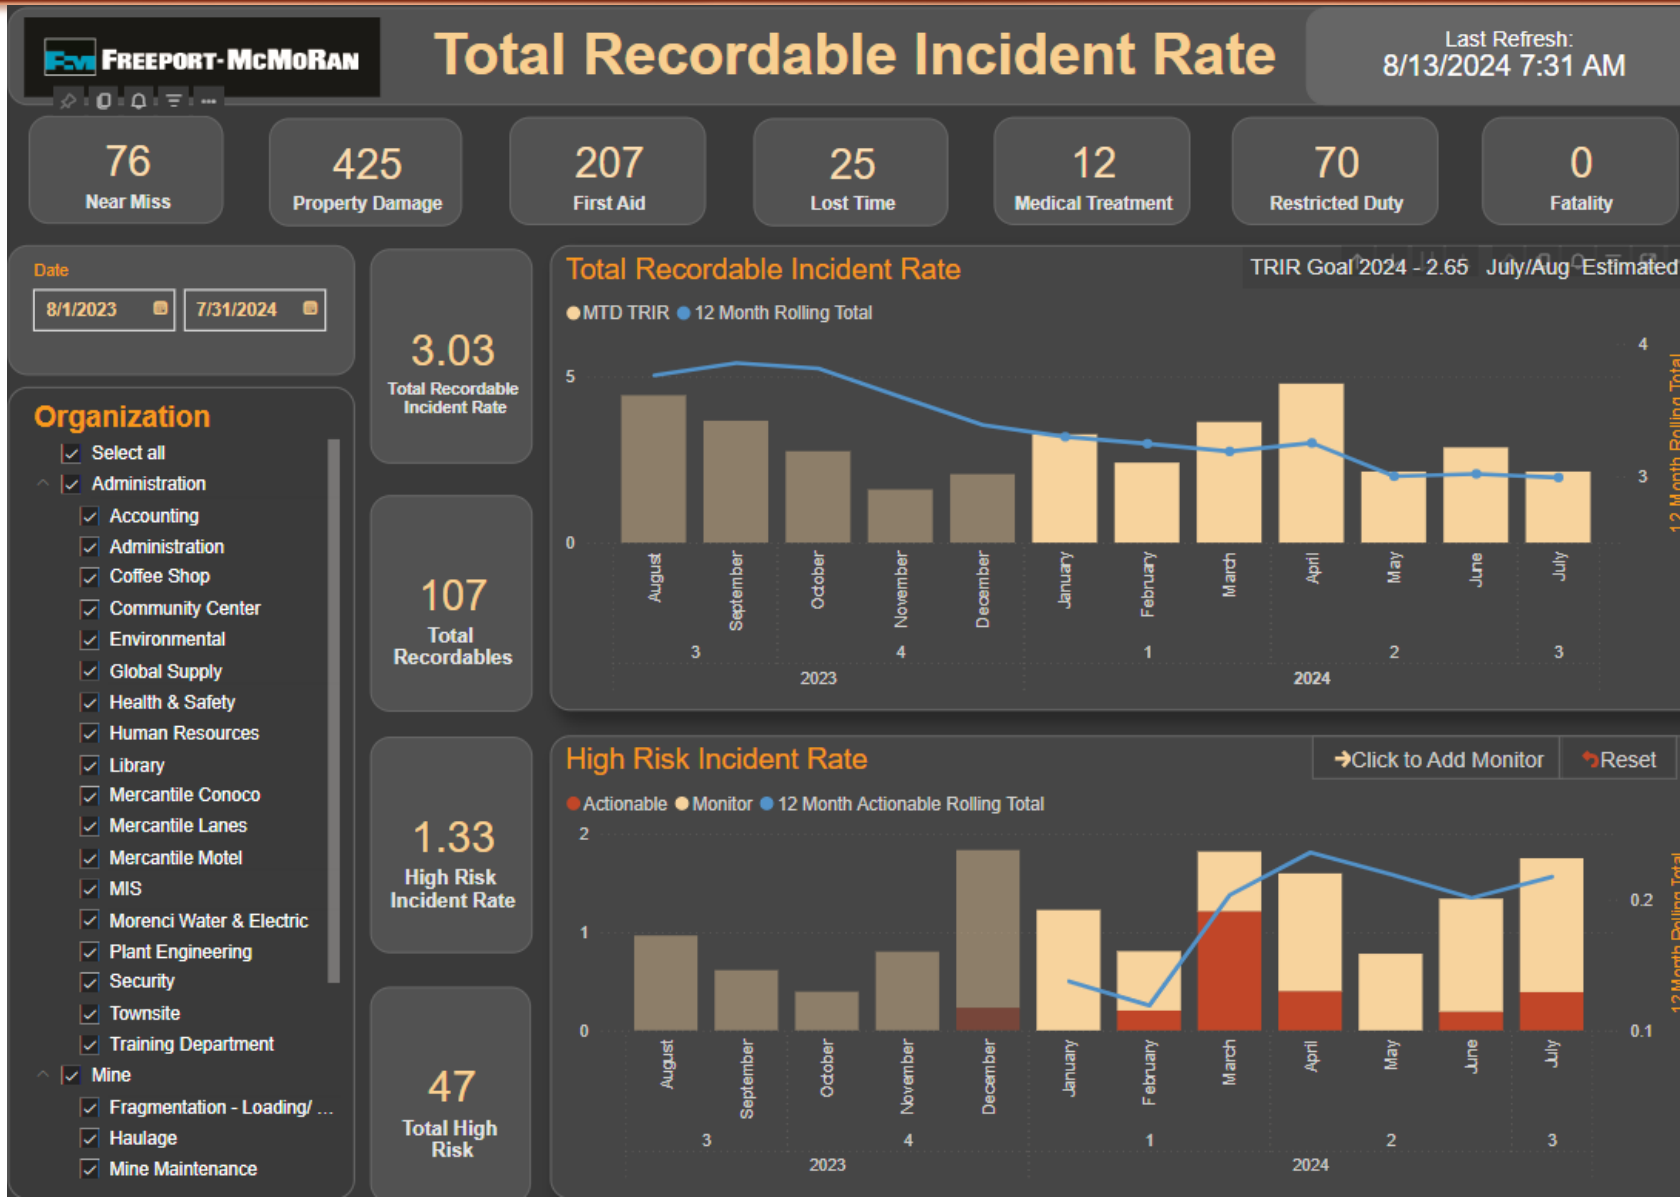 FCX FREEPORT-McMoRAN
Total Recordable Incident Rate
Last Refresh:
8/13/2024 7:31 AM
76
Near Miss
425
Property Damage
207
First Aid
25
Lost Time
12
Medical Treatment
70
Restricted Duty
0
Fatality
Date
8/1/2023
7/31/2024
Organization
Select all
Administration
Accounting
Administration
Coffee Shop
Community Center
Environmental
Global Supply
Health & Safety
Human Resources
Library
Mercantile Conoco
Mercantile Lanes
Mercantile Motel
MIS
Morenci Water & Electric
Plant Engineering
Security
Townsite
Training Department
Mine
Fragmentation - Loading/ ...
Haulage
Mine Maintenance
3.03
Total Recordable
Incident Rate
107
Total
Recordables
1.33
High Risk
Incident Rate
47
Total High
Risk
Total Recordable Incident Rate
TRIR Goal 2024 - 2.65 July/Aug Estimated
MTD TRIR 12 Month Rolling Total
5
0
4
3
12 Month Rolling Total
August
September
October
November
December
January
February
March
April
May
June
July
3 4 1 2 3
2023 2024
High Risk Incident Rate
Click to Add Monitor
Reset
Actionable Monitor 12 Month Actionable Rolling Total
2
1
0
0.2
0.1
12 Month Rolling Total
August
September
October
November
December
January
February
March
April
May
June
July
3 4 1 2 3
2023 2024